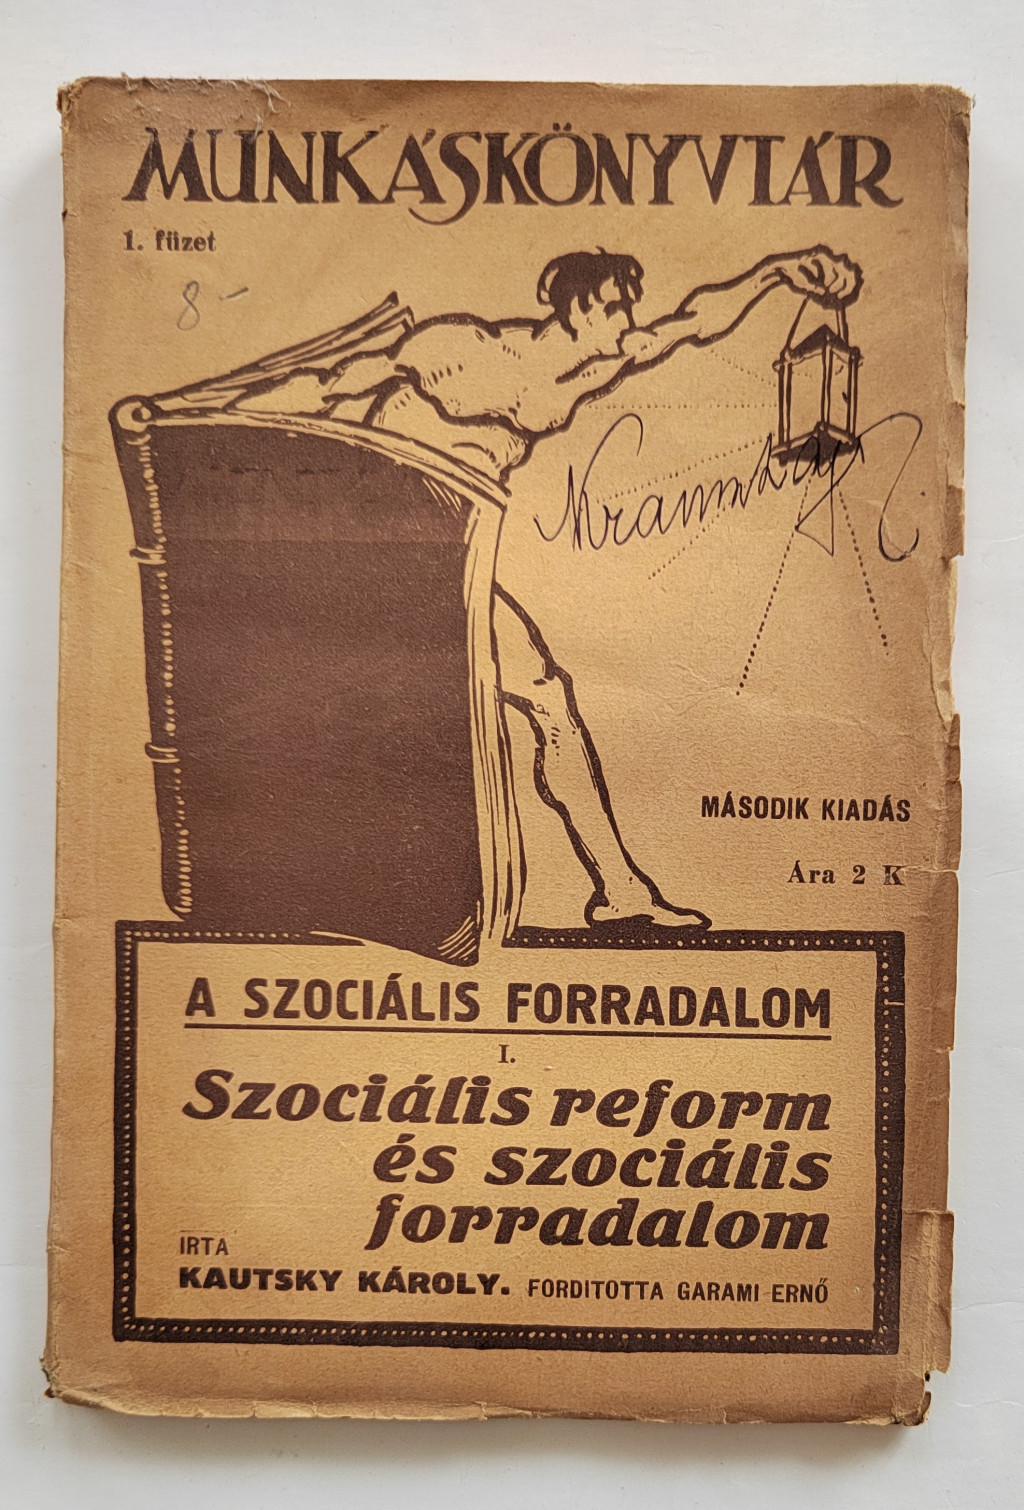 MUNKÁSKÖNYVTÁR
1. füzet
8 -
MÁSODIK KIADÁS
Ára 2 K
A SZOCIÁLIS FORRADALOM
I.
Szociális reform
és szociális
forradalom
IRTA
KAUTSKY KÁROLY. FORDITOTTA GARAMI ERNŐ